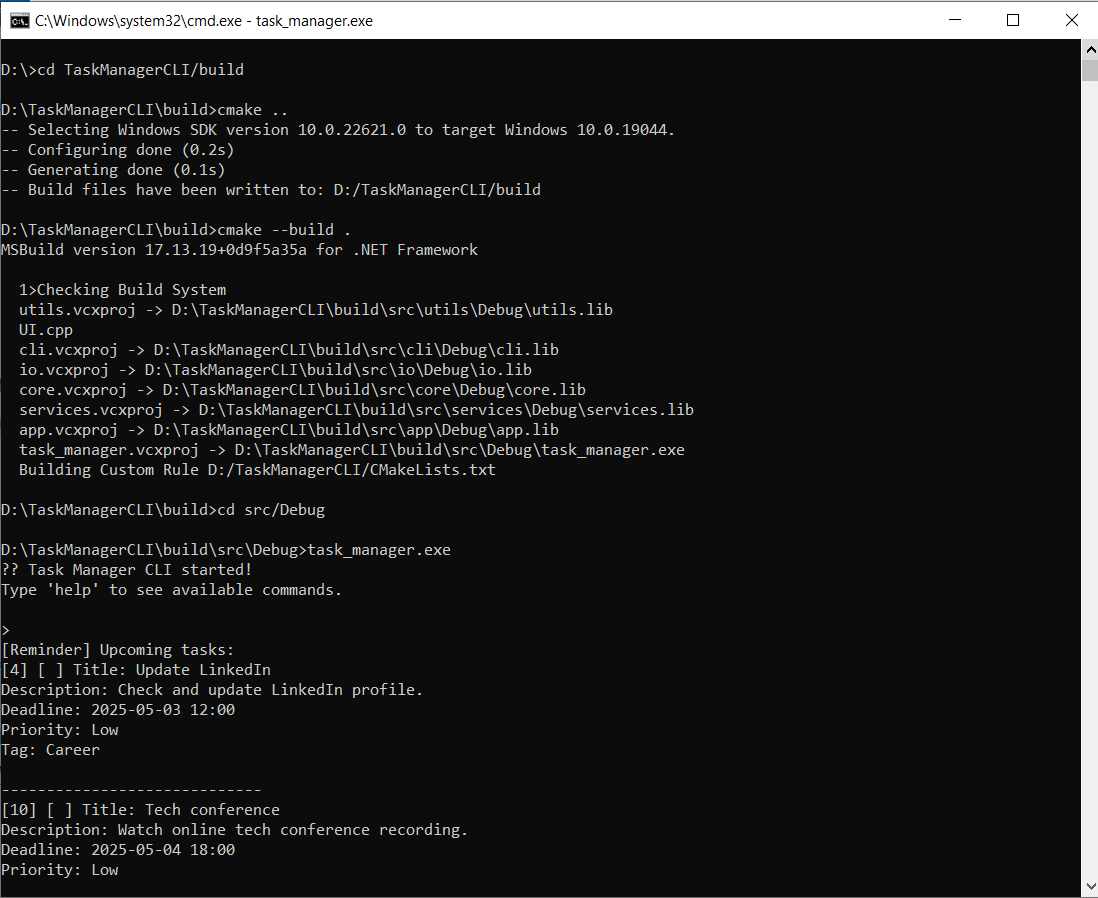 C:\Windows\system32\cmd.exe - task_manager.exe
D:\>cd TaskManagerCLI/build
D:\TaskManagerCLI\build>cmake ..
-- Selecting Windows SDK version 10.0.22621.0 to target Windows 10.0.19044.
-- Configuring done (0.2s)
-- Generating done (0.1s)
-- Build files have been written to: D:/TaskManagerCLI/build
D:\TaskManagerCLI\build>cmake --build .
MSBuild version 17.13.19+0d9f5a35a for .NET Framework
1>Checking Build System
utils.vcxproj -> D:\TaskManagerCLI\build\src\utils\Debug\utils.lib
UI.cpp
cli.vcxproj -> D:\TaskManagerCLI\build\src\cli\Debug\cli.lib
io.vcxproj -> D:\TaskManagerCLI\build\src\io\Debug\io.lib
core.vcxproj -> D:\TaskManagerCLI\build\src\core\Debug\core.lib
services.vcxproj -> D:\TaskManagerCLI\build\src\services\Debug\services.lib
app.vcxproj -> D:\TaskManagerCLI\build\src\app\Debug\app.lib
task_manager.vcxproj -> D:\TaskManagerCLI\build\src\Debug\task_manager.exe
Building Custom Rule D:/TaskManagerCLI/CMakeLists.txt
D:\TaskManagerCLI\build>cd src/Debug
D:\TaskManagerCLI\build\src\Debug>task_manager.exe
?? Task Manager CLI started!
Type 'help' to see available commands.
>
[Reminder] Upcoming tasks:
[4] [ ] Title: Update LinkedIn
Description: Check and update LinkedIn profile.
Deadline: 2025-05-03 12:00
Priority: Low
Tag: Career
-----------------------------
[10] [ ] Title: Tech conference
Description: Watch online tech conference recording.
Deadline: 2025-05-04 18:00
Priority: Low